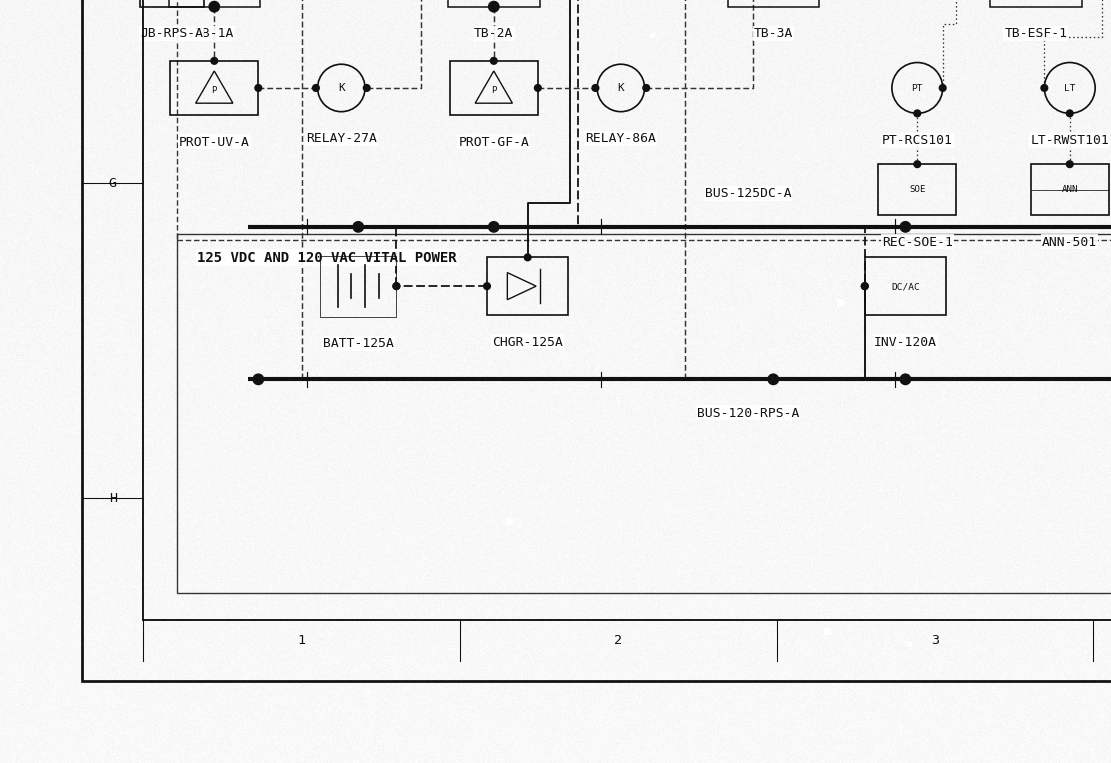 JB-RPS-A
B-1A
TB-2A
TB-3A
TB-ESF-1
P
K
P
K
PT
LT
PROT-UV-A
RELAY-27A
PROT-GF-A
RELAY-86A
PT-RCS101
LT-RWST101
G
BUS-125DC-A
SOE
ANN
REC-SOE-1
ANN-501
125 VDC AND 120 VAC VITAL POWER
DC/AC
BATT-125A
CHGR-125A
INV-120A
BUS-120-RPS-A
H
1
2
3